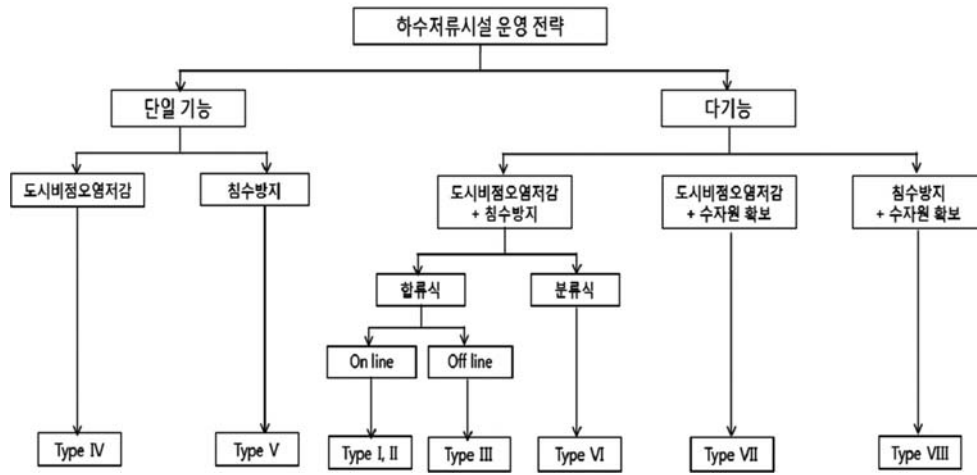 하수저류시설 운영 전략
단일 기능
다기능
도시비점오염저감
침수방지
도시비점오염저감
+ 침수방지
도시비점오염저감
+ 수자원 확보
침수방지
+ 수자원 확보
합류식
분류식
On line
Off line
Type IV
Type V
Type I, II
Type III
Type VI
Type VII
Type VIII